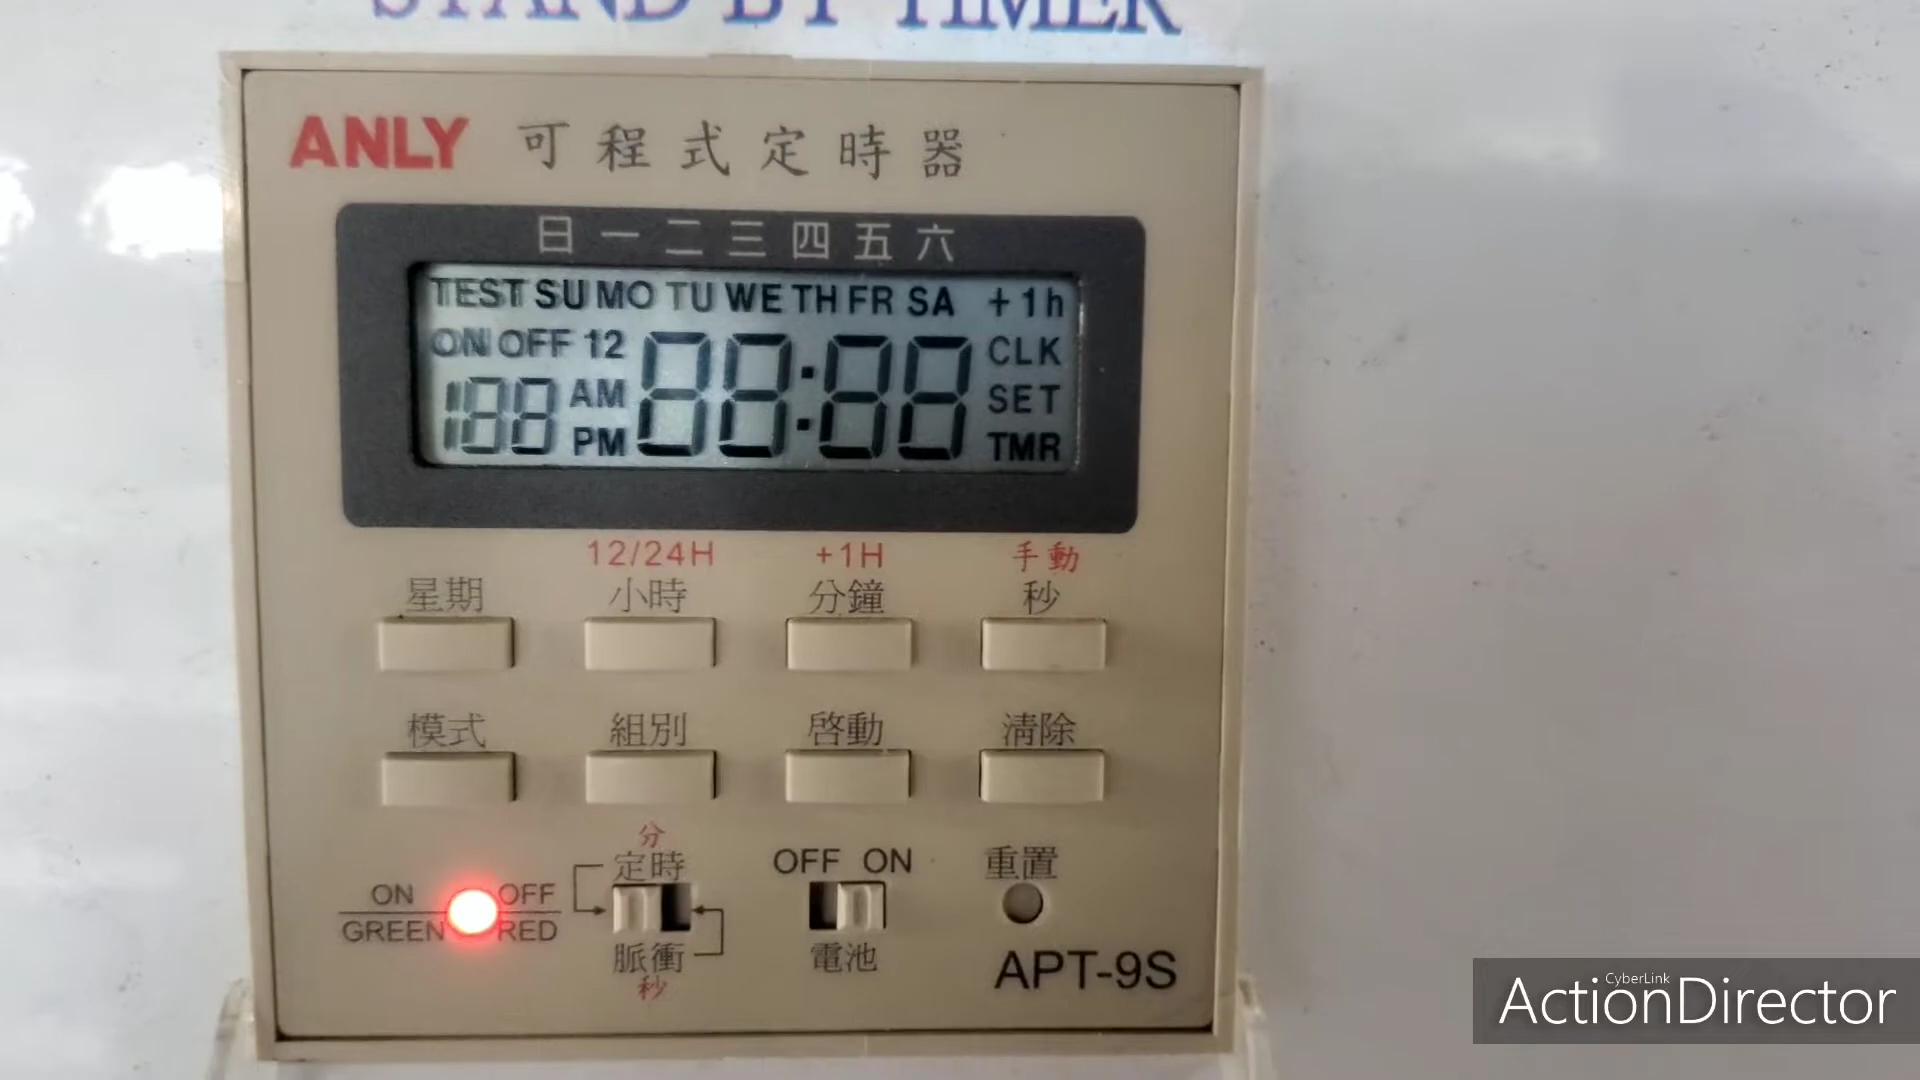 STAND BY TIMER
ANLY 可程式定時器
日 一 二 三 四 五 六
TEST SU MO TU WE TH FR SA +1h
ON OFF 12 88:88 CLK
188 AM SET
PM TMR
12/24H +1H 手動
星期 小時 分鐘 秒
模式 組別 啓動 清除
分
定時 OFF ON 重置
ON OFF
GREEN RED
脈衝 電池
秒
APT-9S
CyberLink
ActionDirector